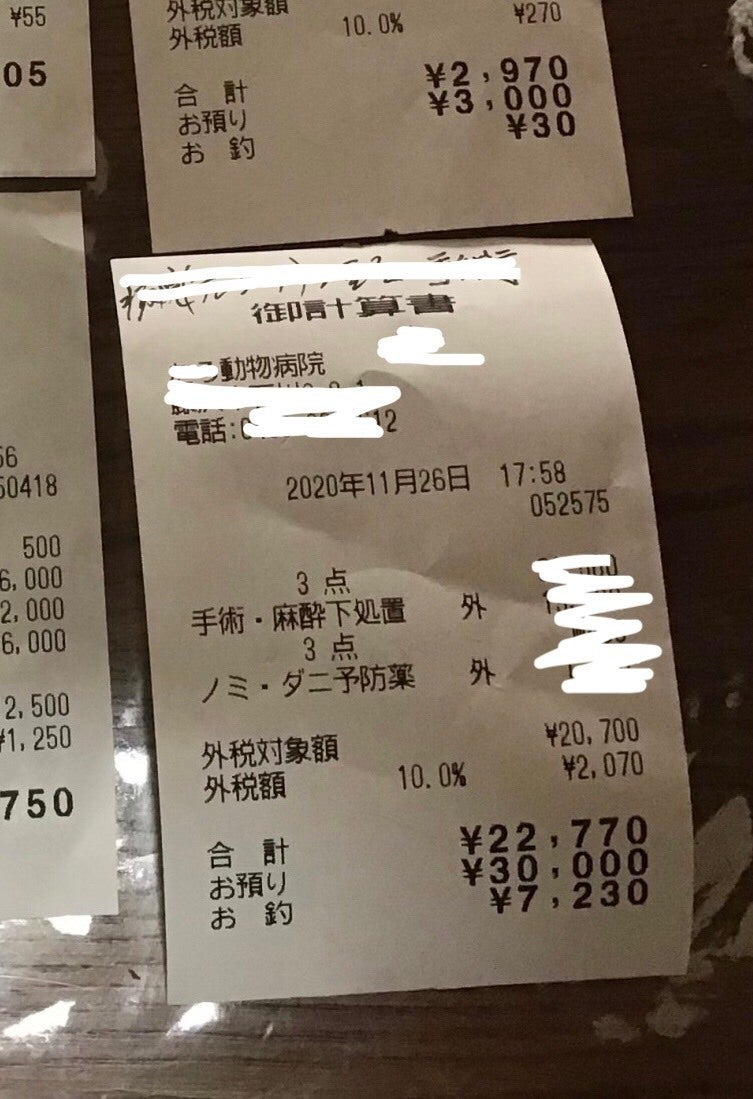 ¥55
05
外税対象額
¥270
外税額 10.0%
合計 ¥2,970
お預り ¥3,000
お釣 ¥30
56
50418
500
6,000
2,000
6,000
2,500
¥1,250
750
御計算書
動物病院
電話:
12
2020年11月26日 17:58
052575
3点
手術・麻酔下処置 外
3点
ノミ・ダニ予防薬 外
外税対象額 ¥20,700
外税額 10.0% ¥2,070
合計 ¥22,770
お預り ¥30,000
お釣 ¥7,230